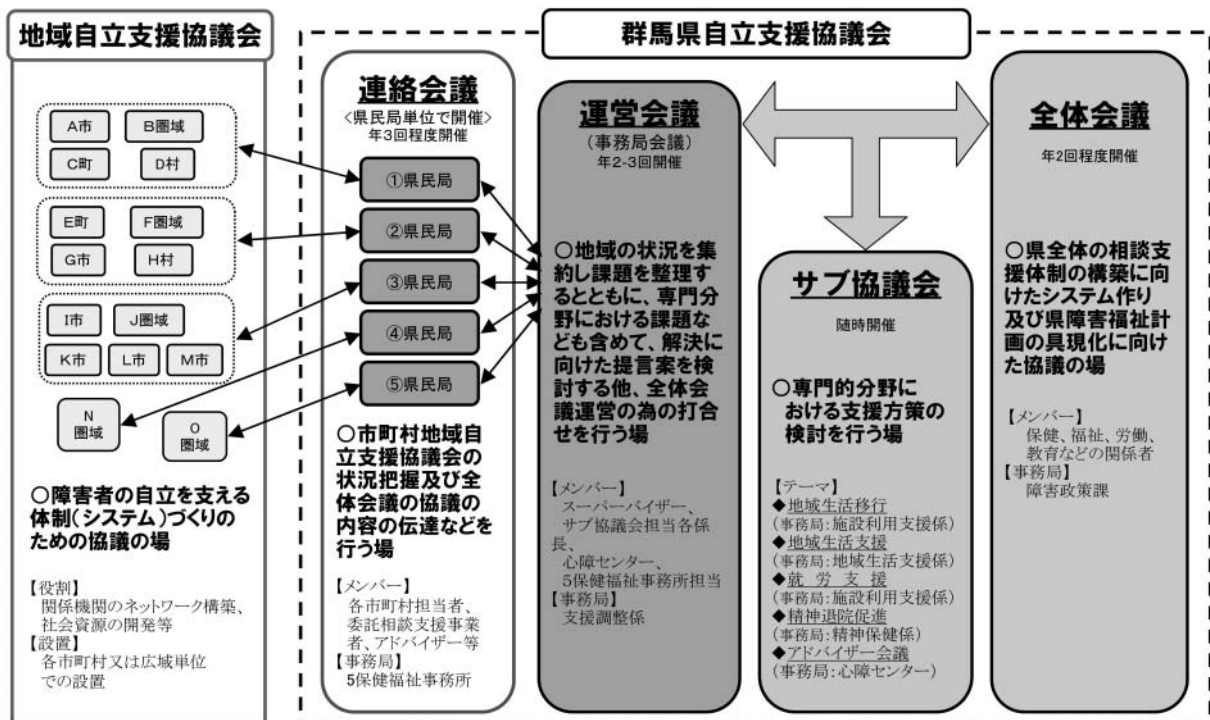 地域自立支援協議会
A市
B圏域
C町
D村
E町
F圏域
G市
H村
I市
J圏域
K市
L市
M市
N
圏域
O
圏域
○障害者の自立を支える
体制(システム)づくりの
ための協議の場
【役割】
関係機関のネットワーク構築、
社会資源の開発等
【設置】
各市町村又は広域単位
での設置
群馬県自立支援協議会
連絡会議
<県民局単位で開催>
年3回程度開催
①県民局
②県民局
③県民局
④県民局
⑤県民局
○市町村地域自
立支援協議会の
状況把握及び全
体会議の協議の
内容の伝達などを
行う場
【メンバー】
各市町村担当者、
委託相談支援事業
者、アドバイザー等
【事務局】
5保健福祉事務所
運営会議
(事務局会議)
年2-3回開催
○地域の状況を集
約し課題を整理す
るとともに、専門分
野における課題な
ども含めて、解決に
向けた提言案を検
討する他、全体会
議運営の為の打合
せを行う場
【メンバー】
スーパーバイザー、
サブ協議会担当各係
長、
心障センター、
5保健福祉事務所担当
【事務局】
支援調整係
サブ協議会
随時開催
○専門的分野に
おける支援方策の
検討を行う場
【テーマ】
◆地域生活移行
(事務局:施設利用支援係)
◆地域生活支援
(事務局:地域生活支援係)
◆就 労 支 援
(事務局:施設利用支援係)
◆精神退院促進
(事務局:精神保健係)
◆アドバイザー会議
(事務局:心障センター)
全体会議
年2回程度開催
○県全体の相談支
援体制の構築に向
けたシステム作り
及び県障害福祉計
画の具現化に向け
た協議の場
【メンバー】
保健、福祉、労働、
教育などの関係者
【事務局】
障害政策課